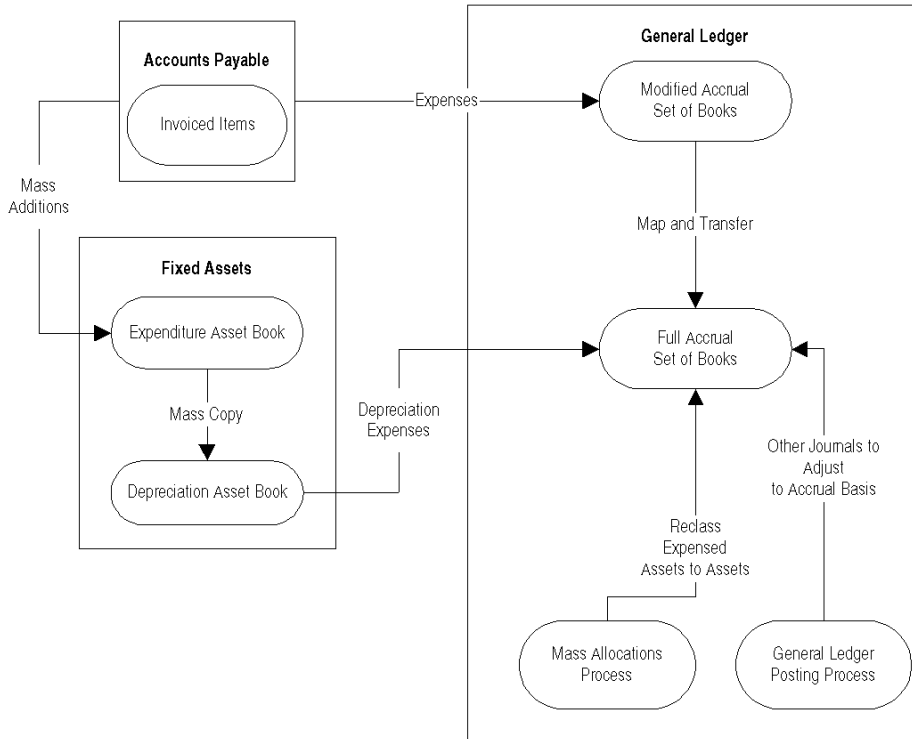 General Ledger
Accounts Payable
Modified Accrual
Set of Books
Expenses
Invoiced Items
Mass
Additions
Map and Transfer
Fixed Assets
Expenditure Asset Book
Full Accrual
Set of Books
Mass Copy
Depreciation
Expenses
Other Journals to
Adjust
to Accrual Basis
Depreciation Asset Book
Reclass
Expensed
Assets to Assets
Mass Allocations
Process
General Ledger
Posting Process